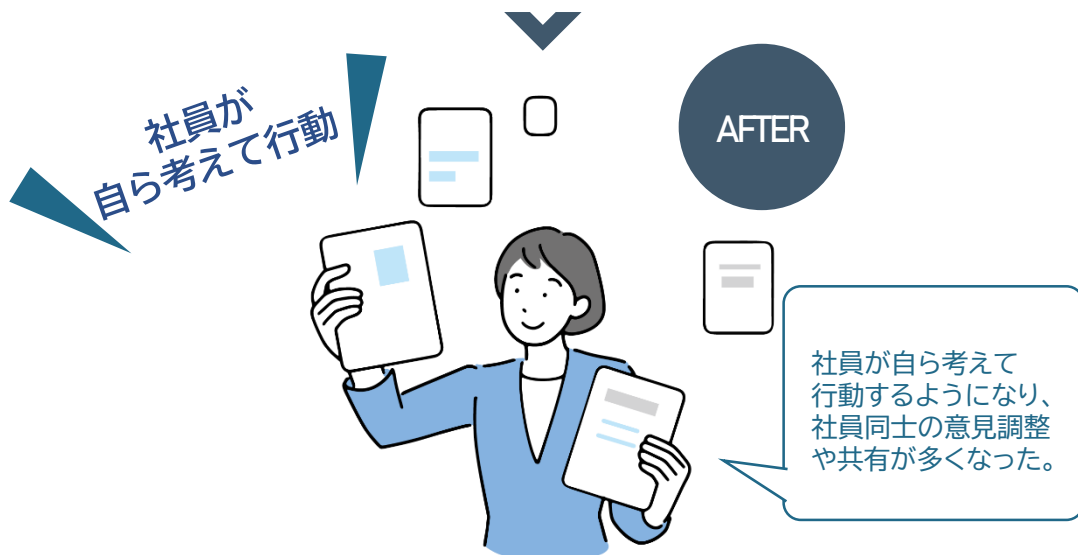 社員が
自ら考えて行動
AFTER
社員が自ら考えて
行動するようになり、
社員同士の意見調整
や共有が多くなった。